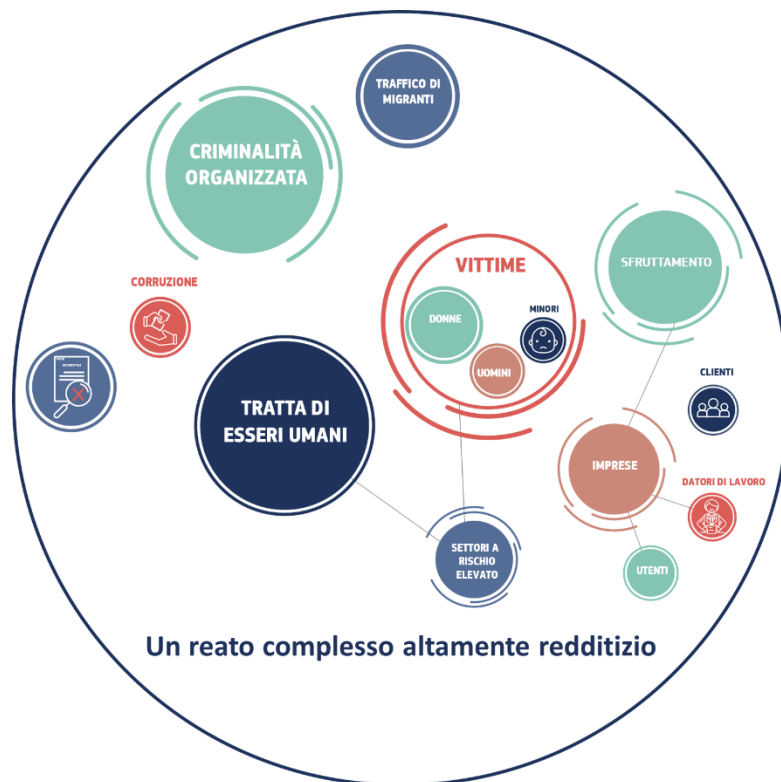 TRAFFICO DI
MIGRANTI
CRIMINALITÀ
ORGANIZZATA
VITTIME
SFRUTTAMENTO
CORRUZIONE
MINORI
DONNE
UOMINI
CLIENTI
TRATTA DI
ESSERI UMANI
IMPRESE
DATORI DI LAVORO
SETTORI A
RISCHIO
ELEVATO
UTENTI
Un reato complesso altamente redditizio